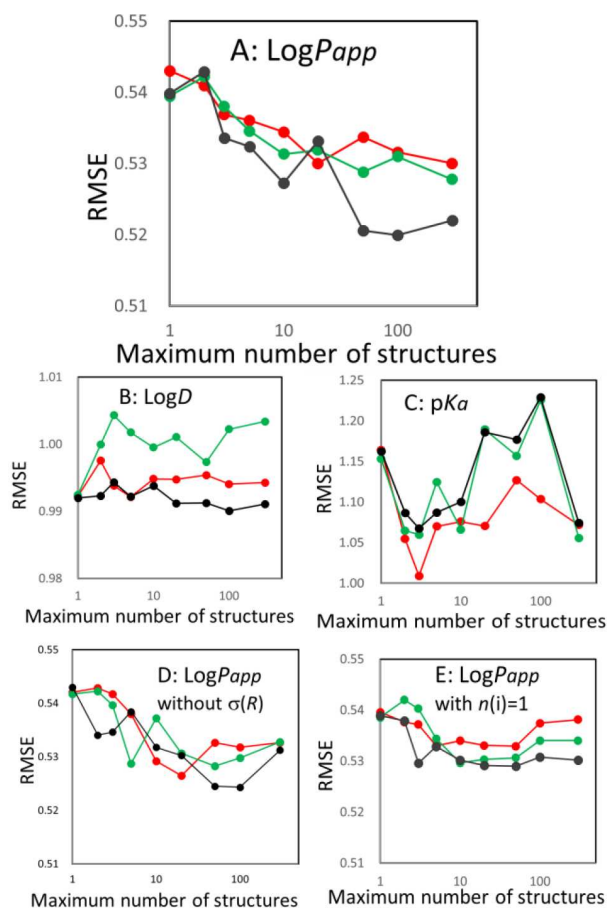 A: LogPapp
RMSE
0.55
0.54
0.53
0.52
0.51
1
10
100
Maximum number of structures
B: LogD
RMSE
1.01
1.00
0.99
0.98
1
10
100
Maximum number of structures
C: pKa
RMSE
1.25
1.20
1.15
1.10
1.05
1.00
1
10
100
Maximum number of structures
D: LogPapp
without σ(R)
RMSE
0.55
0.54
0.53
0.52
0.51
1
10
100
Maximum number of structures
E: LogPapp
with n(i)=1
RMSE
0.55
0.54
0.53
0.52
0.51
1
10
100
Maximum number of structures